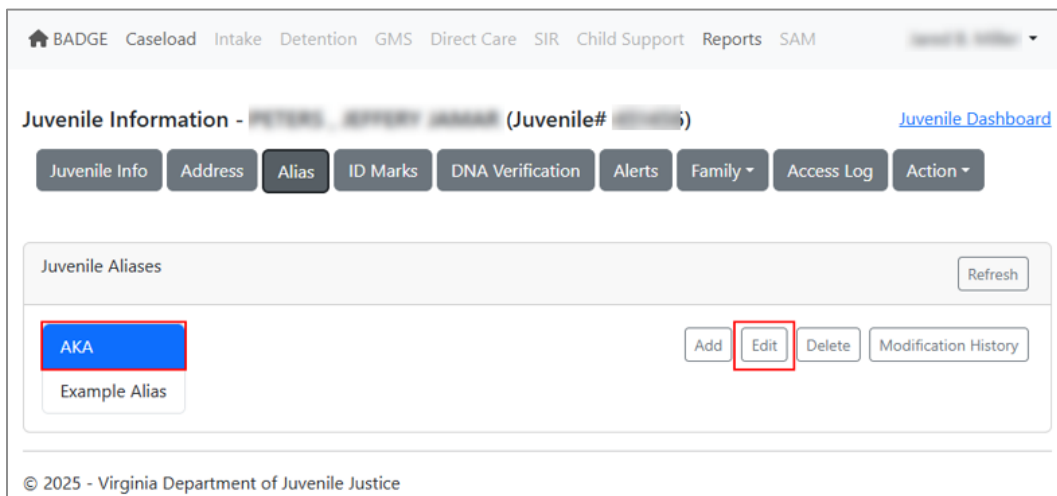 BADGE Caseload Intake Detention GMS Direct Care SIR Child Support Reports SAM
Juvenile Information - (Juvenile# ) Juvenile Dashboard
Juvenile Info Address Alias ID Marks DNA Verification Alerts Family Access Log Action
Juvenile Aliases Refresh
AKA Add Edit Delete Modification History
Example Alias
© 2025 - Virginia Department of Juvenile Justice